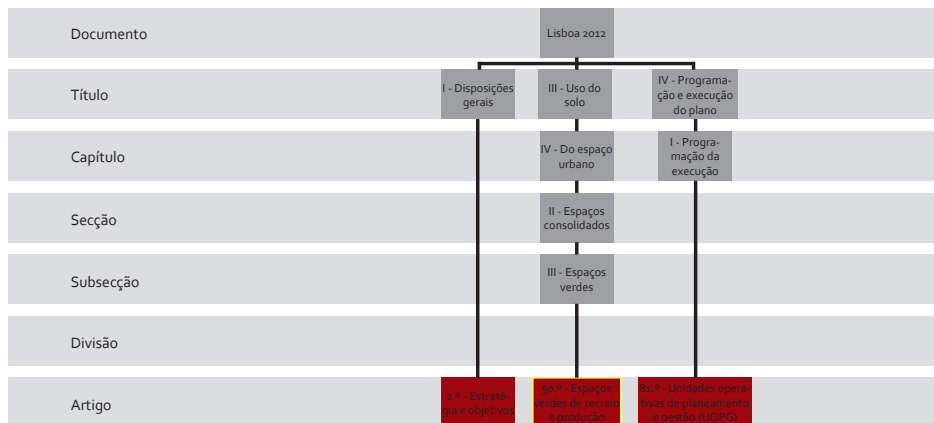 Documento
Lisboa 2012
Título
I - Disposições
gerais
III - Uso do
solo
IV - Programa-
ção e execução
do plano
Capítulo
IV - Do espaço
urbano
I - Progra-
mação da
execução
Secção
II - Espaços
consolidados
Subsecção
III - Espaços
verdes
Divisão
Artigo
2.º - Estraté-
gia e objetivos
50.º - Espaços
verdes de recreio
e produção
81.º - Unidades opera-
tivas de planeamento
e gestão (UOPG)